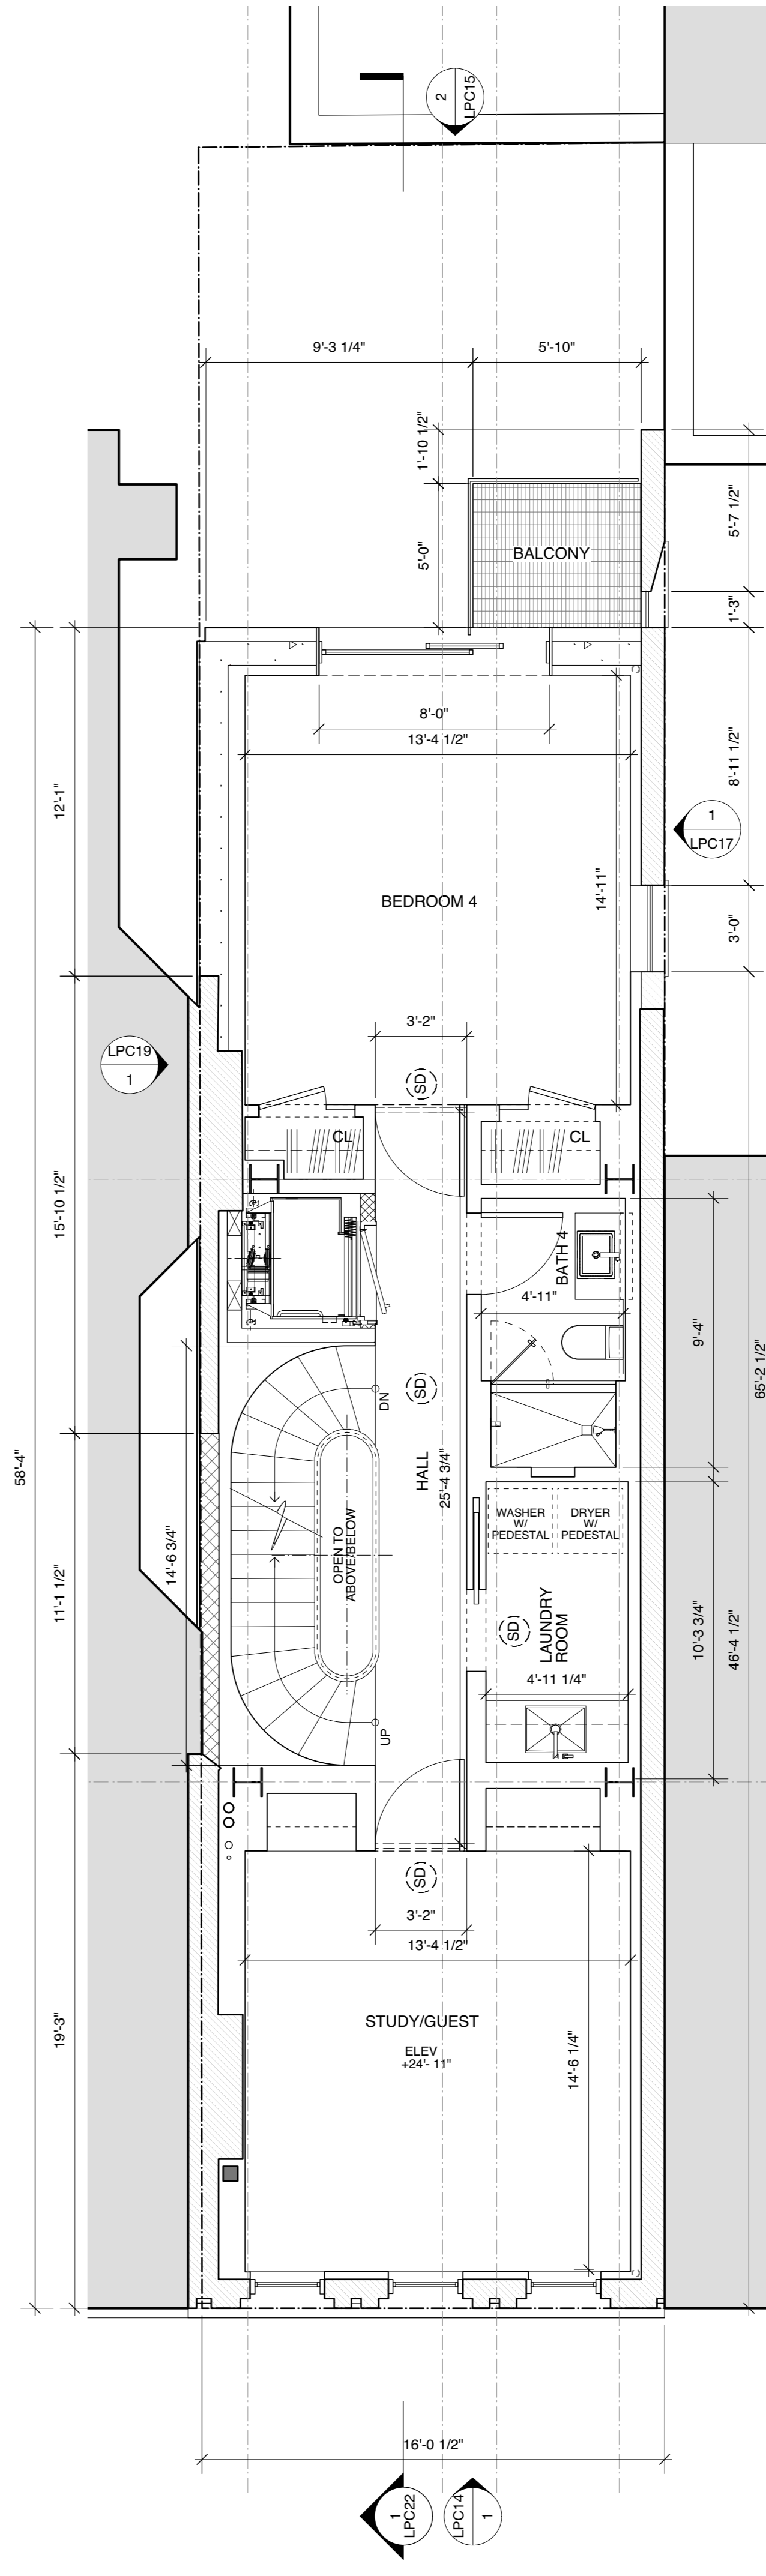 2
LPC15
9'-3 1/4"
5'-10"
1'-10 1/2"
5'-7 1/2"
5'-0"
BALCONY
1'-3"
8'-0"
13'-4 1/2"
8'-11 1/2"
12'-1"
1
LPC17
BEDROOM 4
14'-11"
3'-0"
3'-2"
LPC19
1
SD
CL
CL
15'-10 1/2"
BATH 4
4'-11"
9'-4"
65'-2 1/2"
DN
SD
HALL
25'-4 3/4"
58'-4"
WASHER
W/
PEDESTAL
DRYER
W/
PEDESTAL
14'-6 3/4"
OPEN TO
ABOVE/BELOW
11'-1 1/2"
SD
LAUNDRY
ROOM
10'-3 3/4"
46'-4 1/2"
4'-11 1/4"
UP
SD
3'-2"
13'-4 1/2"
19'-3"
STUDY/GUEST
ELEV
+24'- 11"
14'-6 1/4"
16'-0 1/2"
1
LPC22
LPC14
1